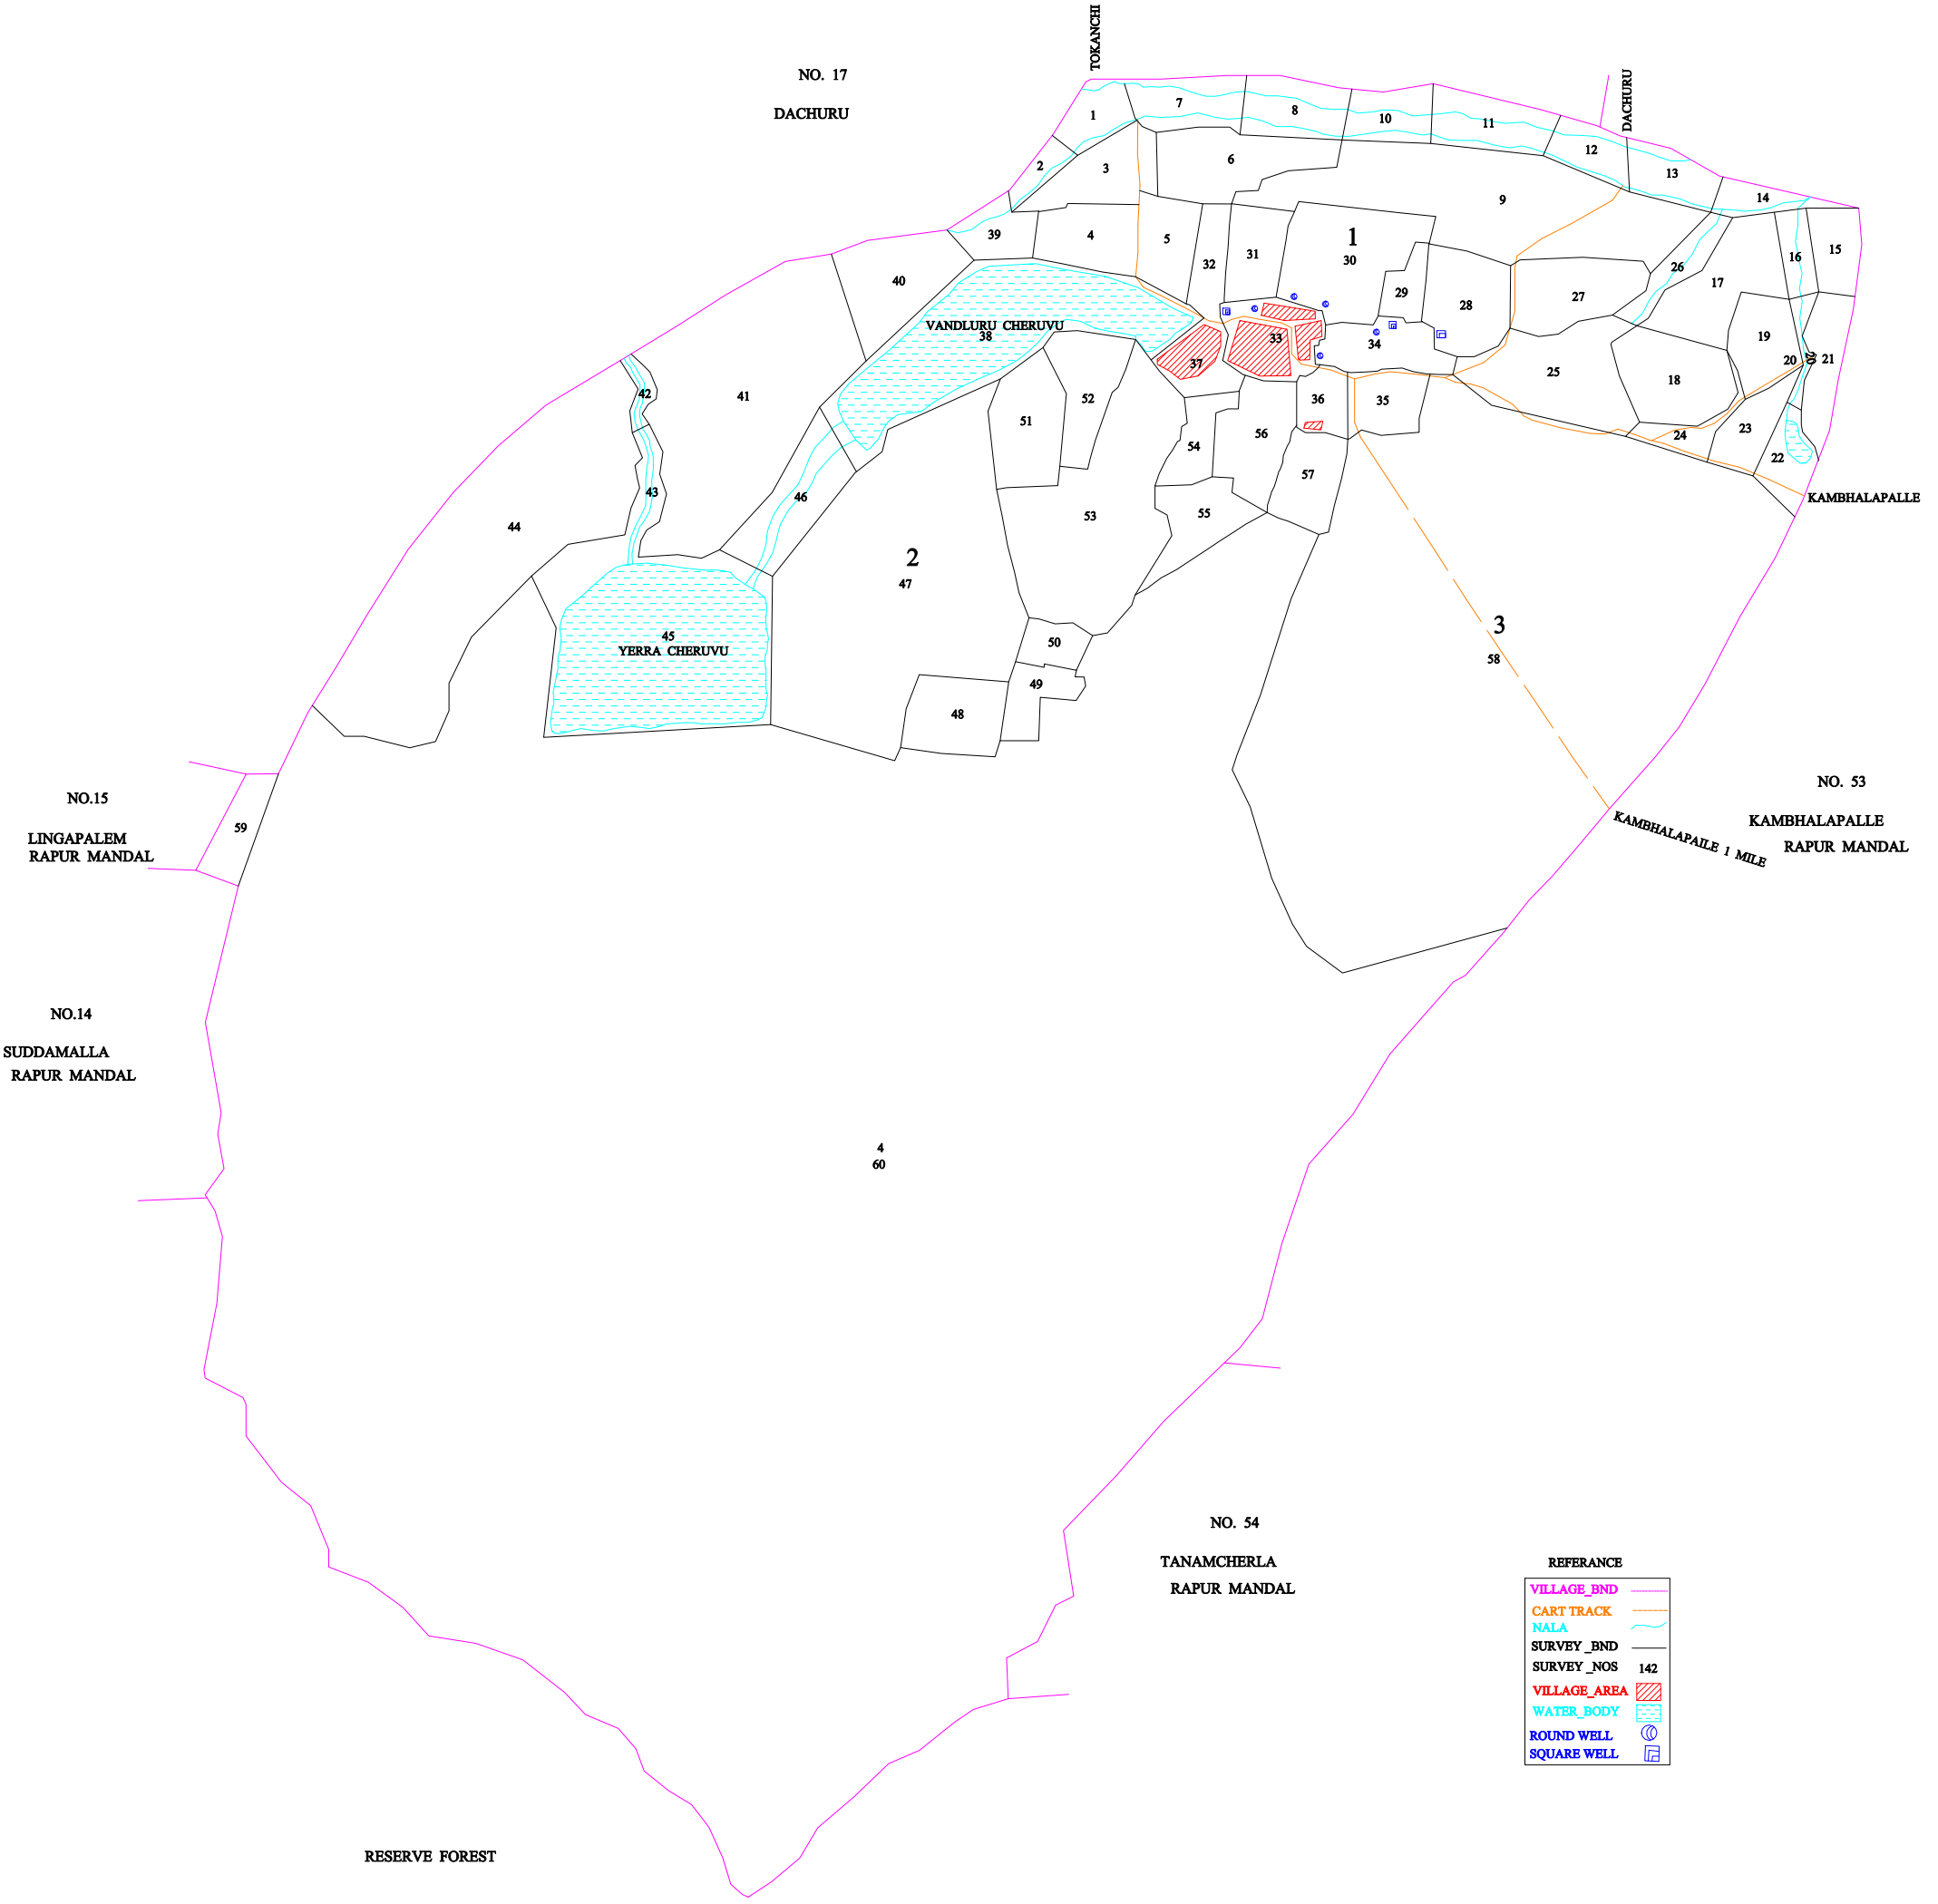 TOKANCHI
NO. 17
DACHURU
DACHURU
1
7
8
10
11
12
2
3
6
13
14
9
39
4
5
1
30
32
31
15
16
26
17
40
29
28
27
VANDLURU CHERUVU
38
33
34
19
20
20
21
37
25
18
42
41
52
36
35
51
54
56
24
23
22
57
43
46
KAMBHALAPALLE
44
53
55
2
47
3
58
45
YERRA CHERUVU
50
49
48
NO.15
LINGAPALEM
RAPUR MANDAL
59
NO. 53
KAMBHALAPALLE
RAPUR MANDAL
KAMBHALAPAILE 1 MILE
NO.14
SUDDAMALLA
RAPUR MANDAL
4
60
NO. 54
TANAMCHERLA
RAPUR MANDAL
REFERANCE
VILLAGE_BND
CART TRACK
NALA
SURVEY_BND
SURVEY_NOS 142
VILLAGE_AREA
WATER_BODY
ROUND WELL
SQUARE WELL
RESERVE FOREST